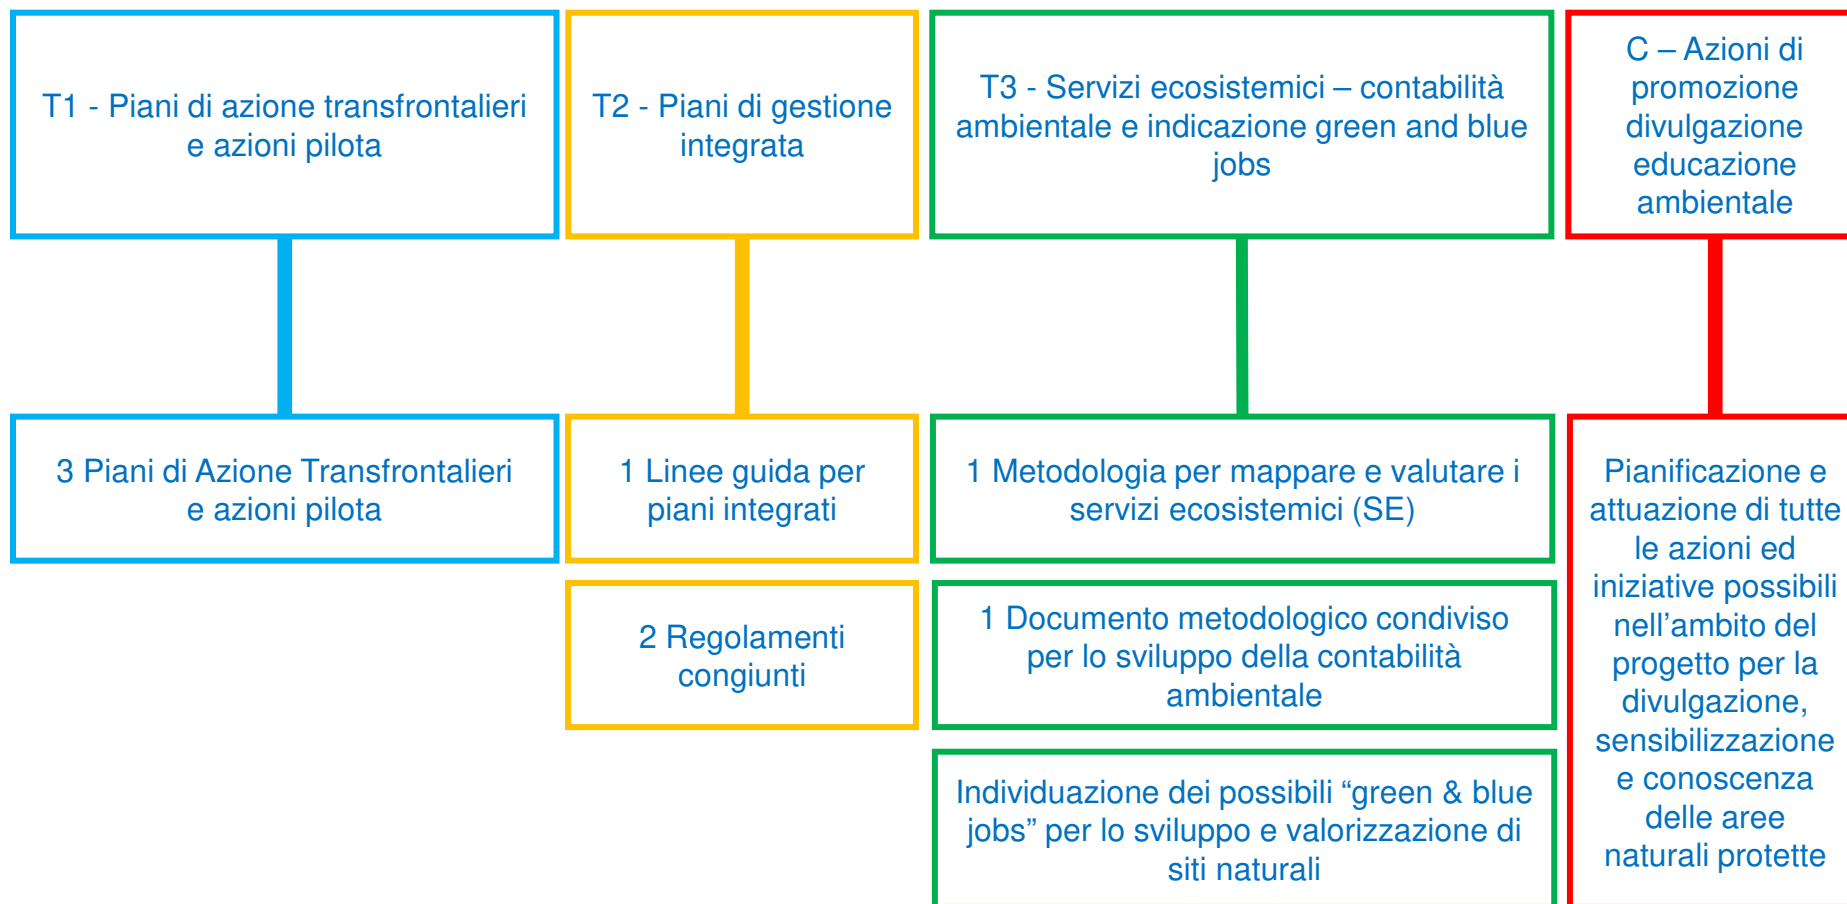 T1 - Piani di azione transfrontalieri
e azioni pilota
T2 - Piani di gestione
integrata
T3 - Servizi ecosistemici – contabilità
ambientale e indicazione green and blue
jobs
C – Azioni di
promozione
divulgazione
educazione
ambientale
3 Piani di Azione Transfrontalieri
e azioni pilota
1 Linee guida per
piani integrati
2 Regolamenti
congiunti
1 Metodologia per mappare e valutare i
servizi ecosistemici (SE)
1 Documento metodologico condiviso
per lo sviluppo della contabilità
ambientale
Individuazione dei possibili “green & blue
jobs” per lo sviluppo e valorizzazione di
siti naturali
Pianificazione e
attuazione di tutte
le azioni ed
iniziative possibili
nell’ambito del
progetto per la
divulgazione,
sensibilizzazione
e conoscenza
delle aree
naturali protette